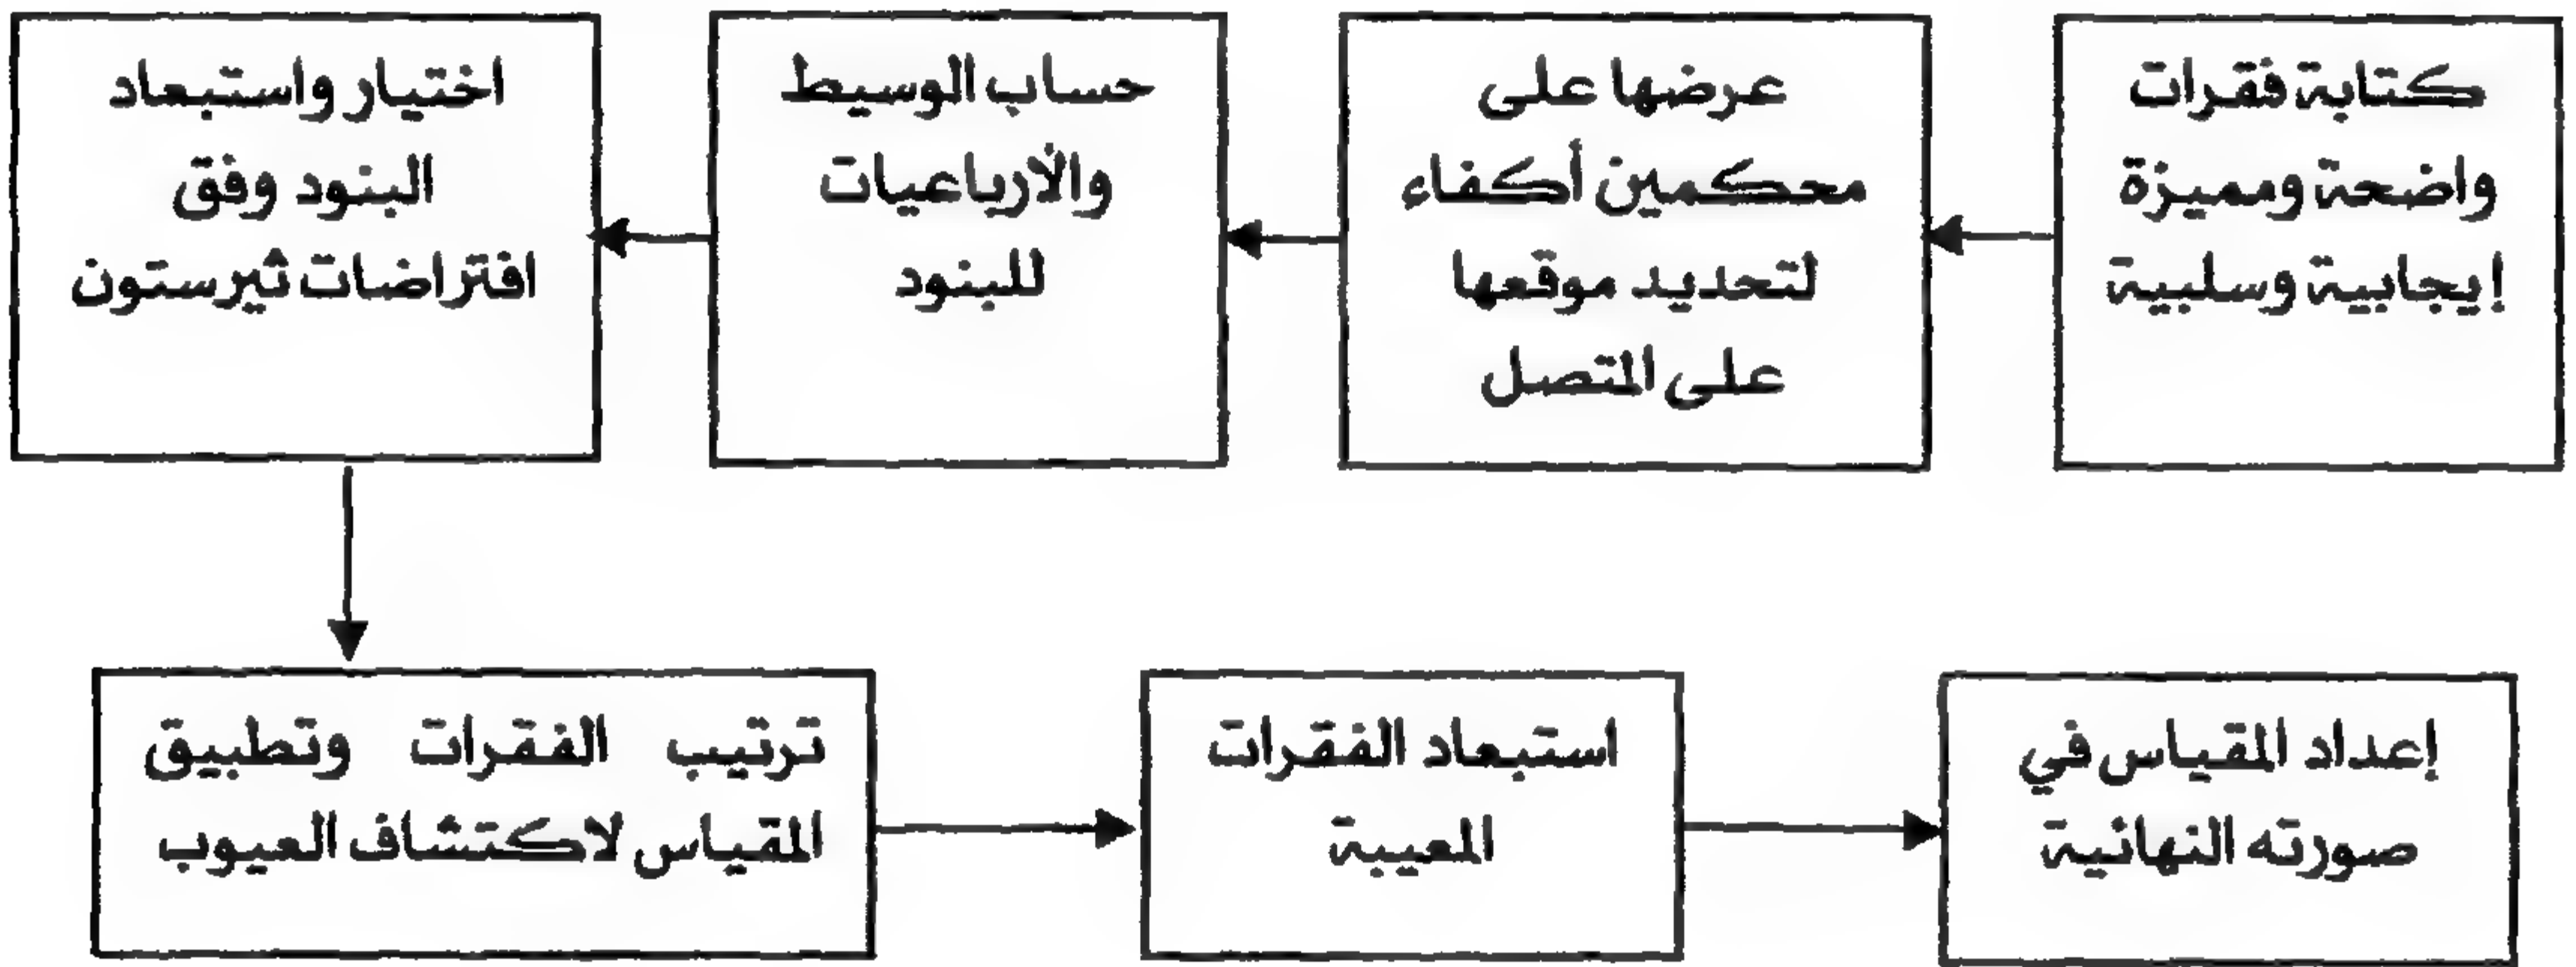 كتابة فقرات
واضحة ومميزة
إيجابية وسلبية
عرضها على
محكمين أكفاء
لتحديد موقعها
على المتصل
حساب الوسيط
والأرباعيات
للبنود
اختيار واستبعاد
البنود وفق
افتراضات ثيرستون
ترتيب الفقرات وتطبيق
المقياس لاكتشاف العيوب
استبعاد الفقرات
المعيبة
إعداد المقياس في
صورته النهائية